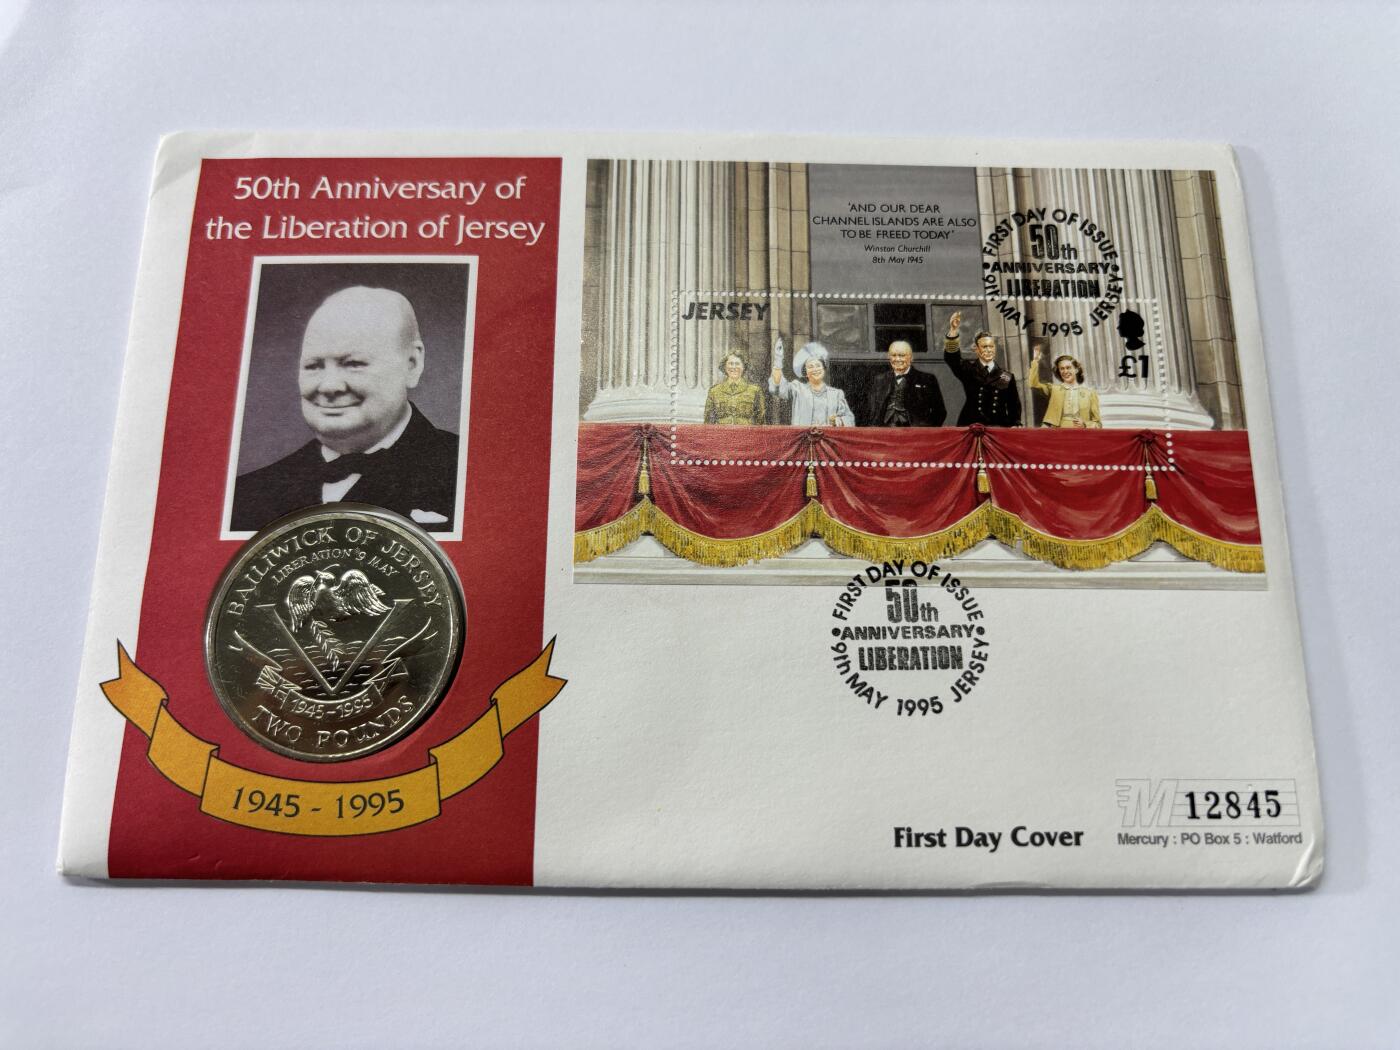 50th Anniversary of
the Liberation of Jersey
BAILIWICK OF JERSEY
LIBERATION 9 MAY
1945-1995
TWO POUNDS
1945 - 1995
'AND OUR DEAR
CHANNEL ISLANDS ARE ALSO
TO BE FREED TODAY'
Winston Churchill
8th May 1945
JERSEY
£1
FIRST DAY OF ISSUE
50th
ANNIVERSARY
LIBERATION
9th MAY 1995 JERSEY
FIRST DAY OF ISSUE
50th
ANNIVERSARY
LIBERATION
9th MAY 1995 JERSEY
M 12845
First Day Cover
Mercury : PO Box 5 : Watford